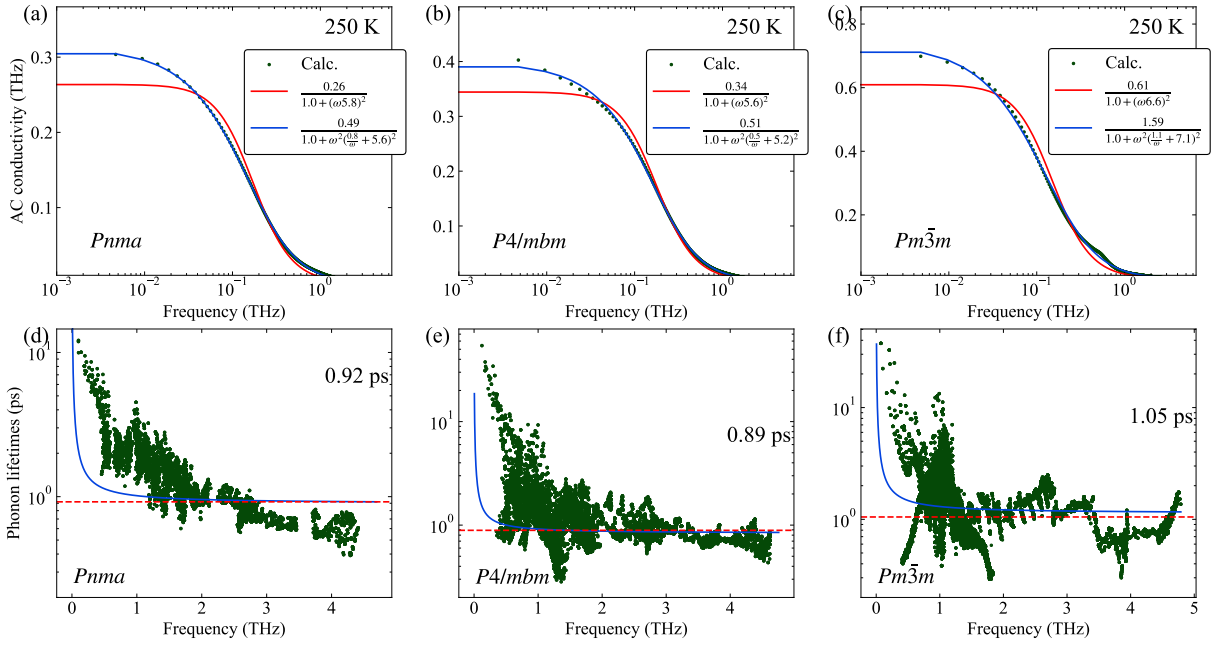 (a)
250 K
AC conductivity (THz)
0.3
0.2
0.1
Calc.
0.26
1.0 + (ω5.8)²
0.49
1.0 + ω²(0.8/ω + 5.6)²
Pnma
10⁻³ 10⁻² 10⁻¹ 10⁰
Frequency (THz)
(b)
250 K
0.5
0.4
0.3
0.2
0.1
Calc.
0.34
1.0 + (ω5.6)²
0.51
1.0 + ω²(0.5/ω + 5.2)²
P4/mbm
10⁻³ 10⁻² 10⁻¹ 10⁰
Frequency (THz)
(c)
250 K
0.8
0.6
0.4
0.2
Calc.
0.61
1.0 + (ω6.6)²
1.59
1.0 + ω²(1.1/ω + 7.1)²
Pm3̄m
10⁻³ 10⁻² 10⁻¹ 10⁰
Frequency (THz)
(d)
Phonon lifetimes (ps)
10¹
10⁰
0.92 ps
Pnma
0 1 2 3 4 5
Frequency (THz)
(e)
10¹
10⁰
0.89 ps
P4/mbm
0 1 2 3 4
Frequency (THz)
(f)
10¹
10⁰
1.05 ps
Pm3̄m
0 1 2 3 4 5
Frequency (THz)